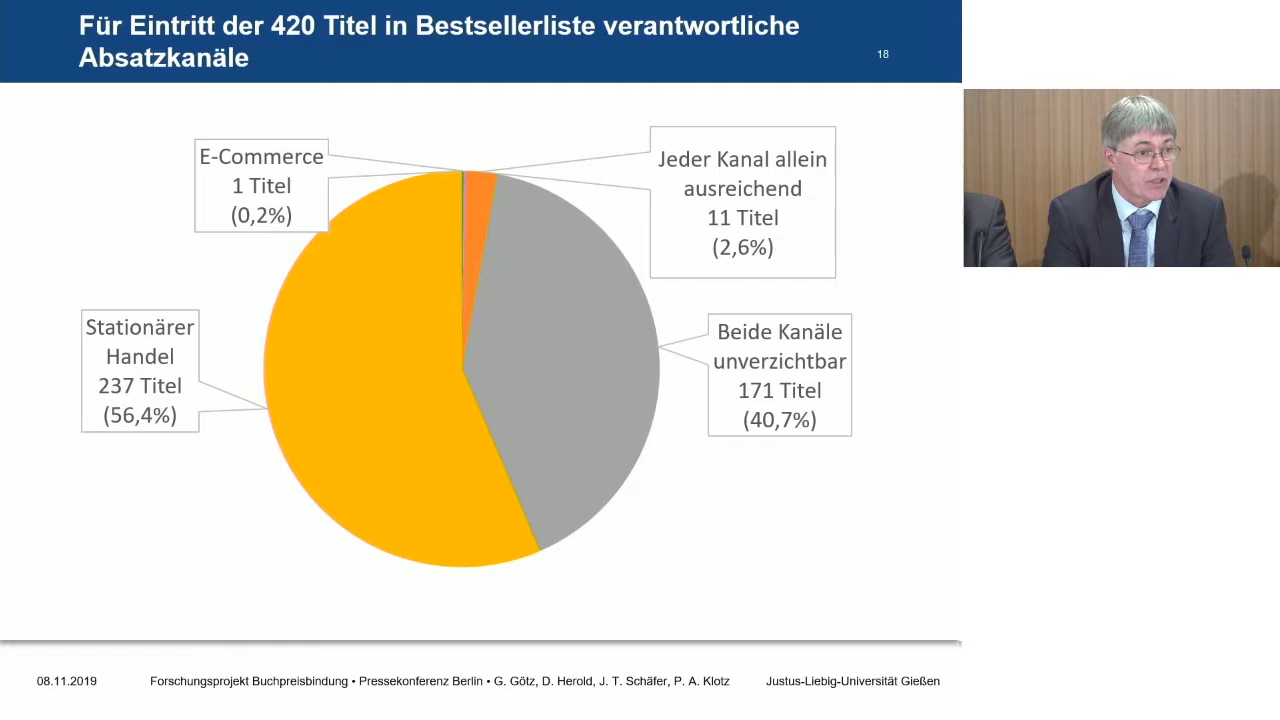 Für Eintritt der 420 Titel in Bestsellerliste verantwortliche
Absatzkanäle
18
E-Commerce
1 Titel
(0,2%)
Jeder Kanal allein
ausreichend
11 Titel
(2,6%)
Stationärer
Handel
237 Titel
(56,4%)
Beide Kanäle
unverzichtbar
171 Titel
(40,7%)
08.11.2019 Forschungsprojekt Buchpreisbindung • Pressekonferenz Berlin • G. Götz, D. Herold, J. T. Schäfer, P. A. Klotz Justus-Liebig-Universität Gießen